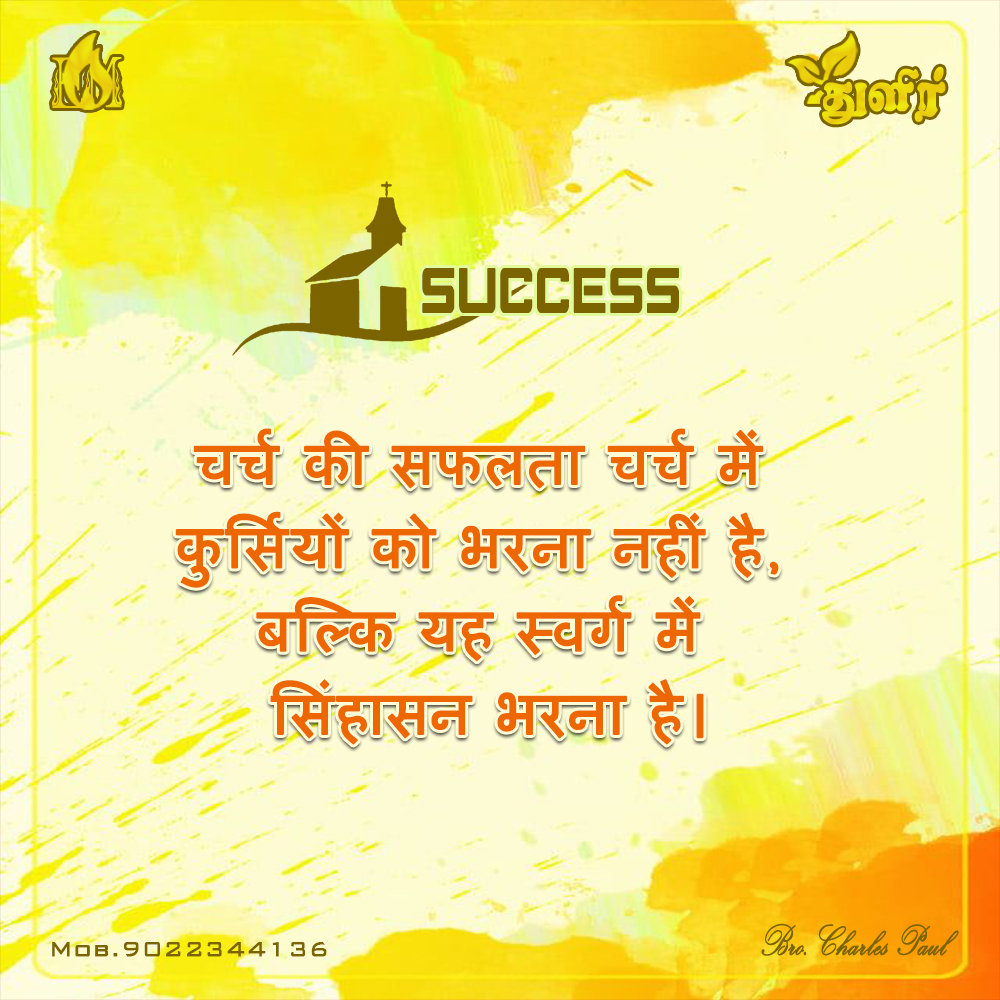 துளிர்
SUCCESS
चर्च की सफलता चर्च में
कुर्सियों को भरना नहीं है,
बल्कि यह स्वर्ग में
सिंहासन भरना है।
Mob.9022344136
Bro. Charles Paul